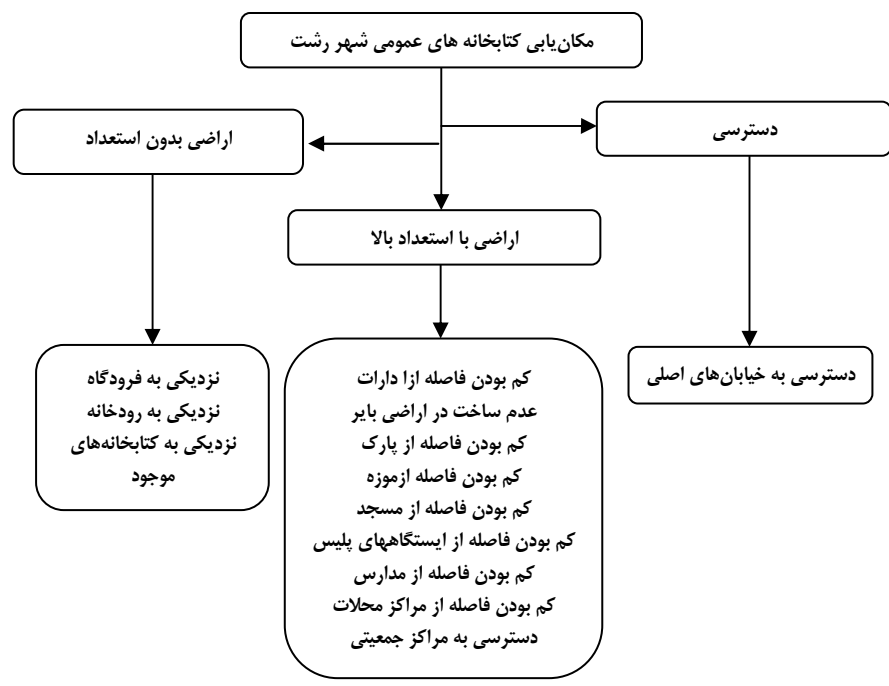 مکان‌یابی کتابخانه های عمومی شهر رشت
دسترسی
اراضی بدون استعداد
اراضی با استعداد بالا
دسترسی به خیابان‌های اصلی
کم بودن فاصله ازا دارات
عدم ساخت در اراضی بایر
کم بودن فاصله از پارک
کم بودن فاصله ازموزه
کم بودن فاصله از مسجد
کم بودن فاصله از ایستگاههای پلیس
کم بودن فاصله از مدارس
کم بودن فاصله از مراکز محلات
دسترسی به مراکز جمعیتی
نزدیکی به فرودگاه
نزدیکی به رودخانه
نزدیکی به کتابخانه‌های
موجود